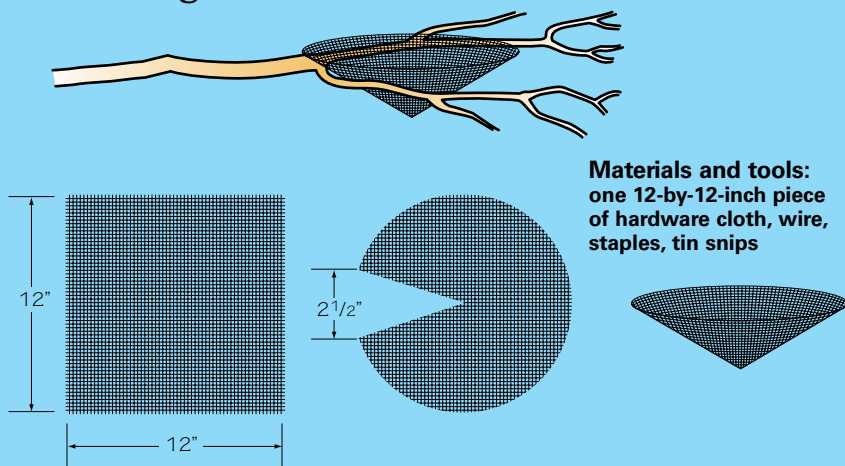 Materials and tools:
one 12-by-12-inch piece
of hardware cloth, wire,
staples, tin snips
12”
2 1/2”
12”